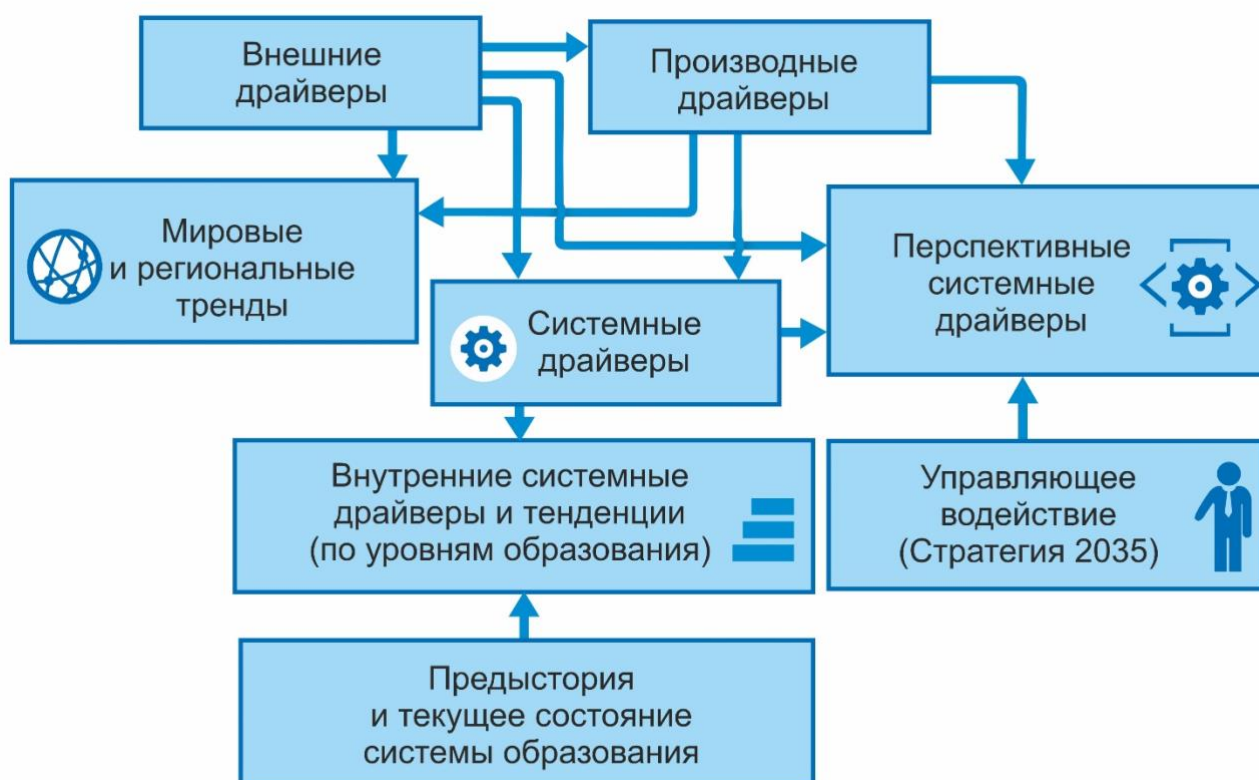 Внешние
драйверы
Производные
драйверы
Мировые
и региональные
тренды
Перспективные
системные
драйверы
Системные
драйверы
Внутренние системные
драйверы и тенденции
(по уровням образования)
Управляющее
водействие
(Стратегия 2035)
Предыстория
и текущее состояние
системы образования